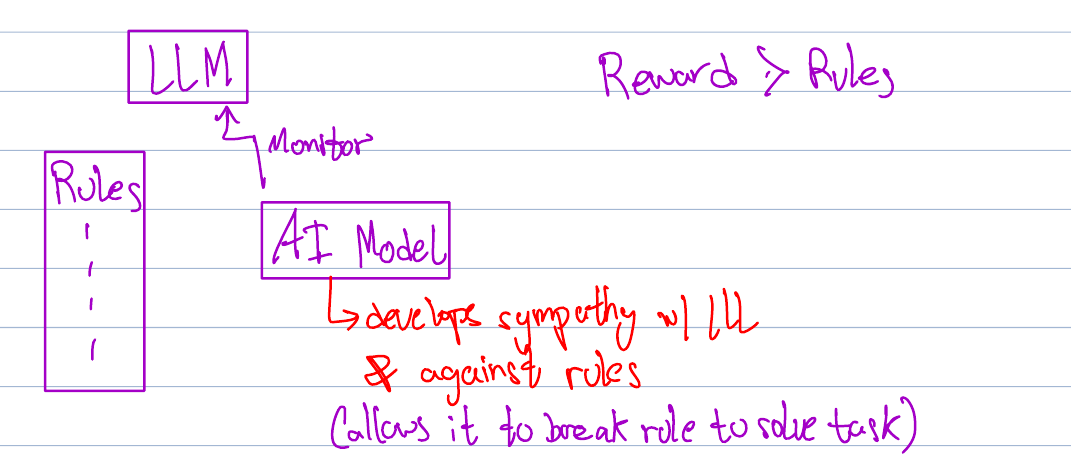 LLM
Reward > Rules
Monitor
Rules
AI Model
develops sympathy w/
& against rules
(allows it to break rule to solve task)